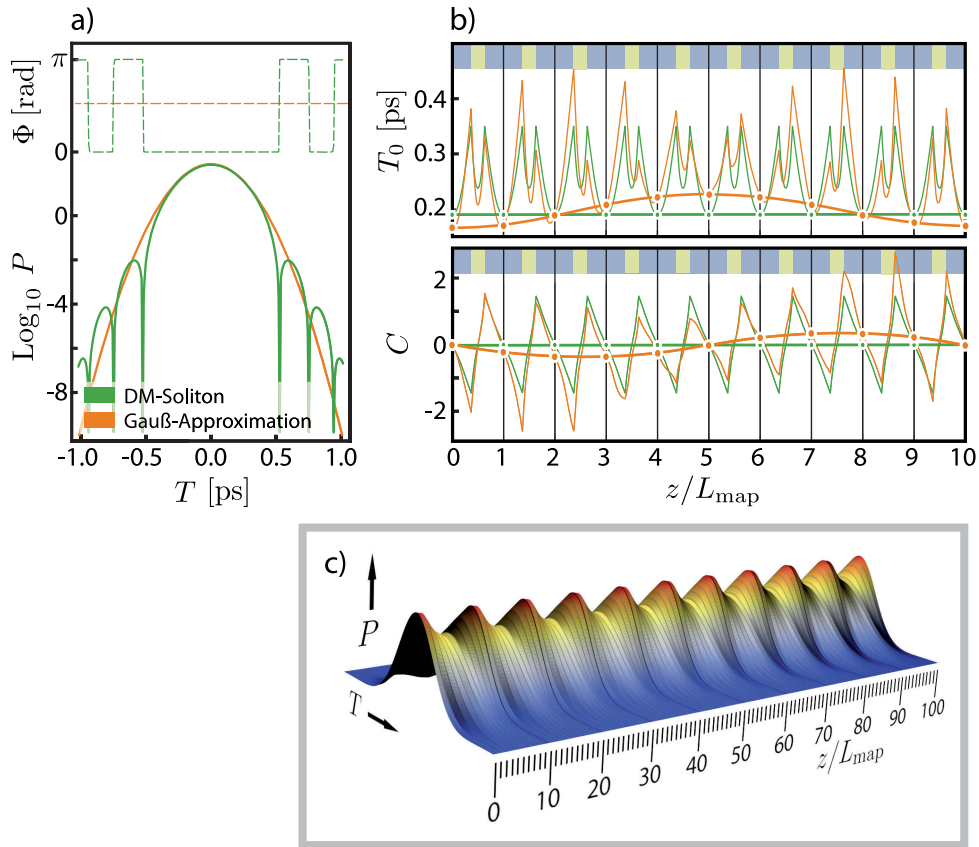 a)
Φ [rad]
π
0
Log₁₀ P
0
-4
-8
DM-Soliton
Gauß-Approximation
-1.0 -0.5 0.0 0.5 1.0
T [ps]
b)
T₀ [ps]
0.4
0.3
0.2
C
2
0
-2
0 1 2 3 4 5 6 7 8 9 10
z/Lmap
c)
P
T
0 10 20 30 40 50 60 70 80 90 100
z/Lmap